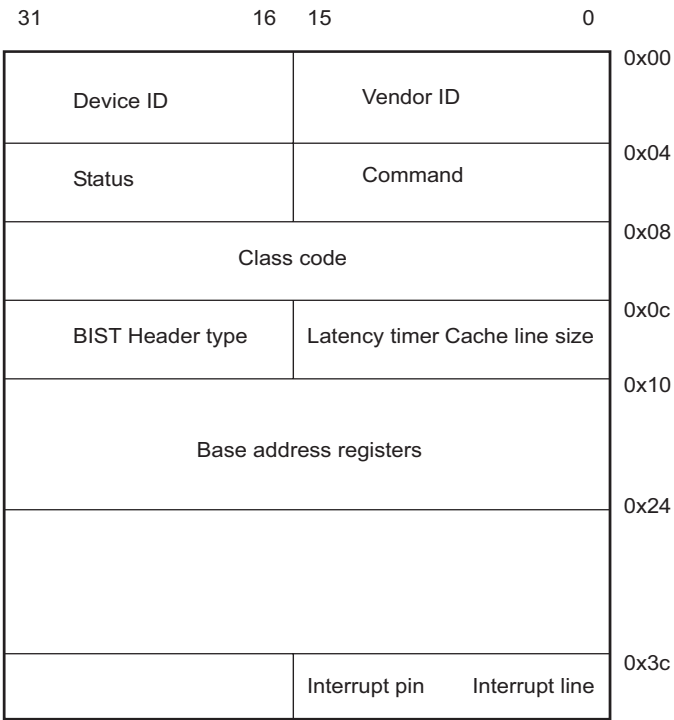 31 16 15 0
0x00
Device ID Vendor ID
0x04
Status Command
0x08
Class code
0x0c
BIST Header type Latency timer Cache line size
0x10
Base address registers
0x24
0x3c
Interrupt pin Interrupt line